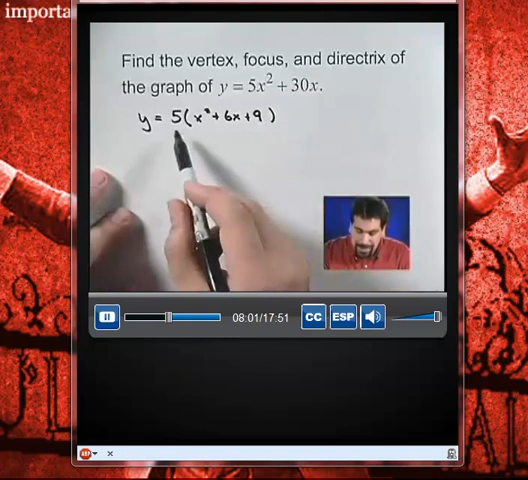 importa
Find the vertex, focus, and directrix of
the graph of y = 5x² + 30x.
y = 5(x² + 6x + 9 )
08:01/17:51
CC
ESP
ABP